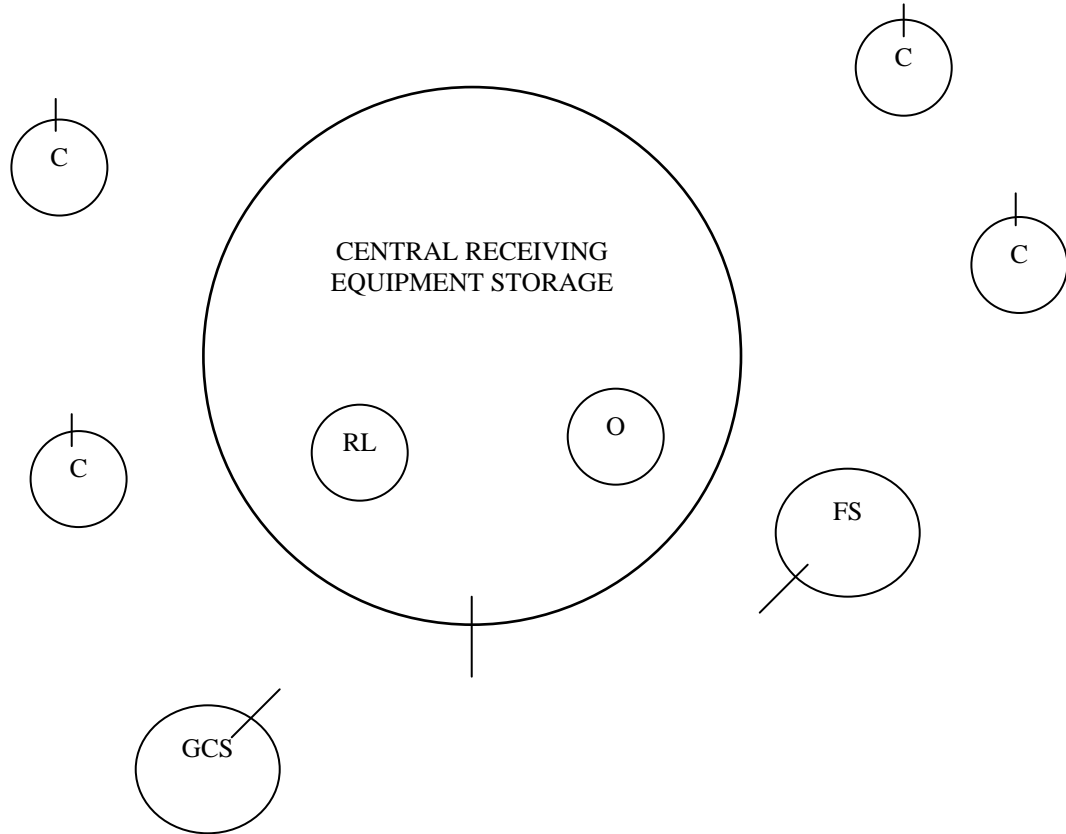 C
C
CENTRAL RECEIVING
EQUIPMENT STORAGE
C
O
RL
C
FS
GCS